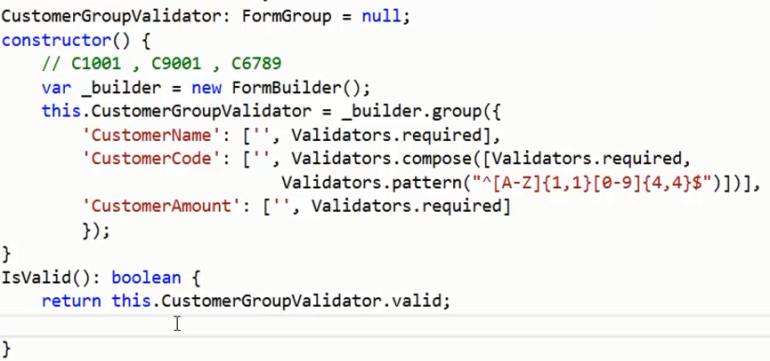 CustomerGroupValidator: FormGroup = null;
constructor() {
// C1001 , C9001 , C6789
var _builder = new FormBuilder();
this.CustomerGroupValidator = _builder.group({
'CustomerName': ['', Validators.required],
'CustomerCode': ['', Validators.compose([Validators.required,
Validators.pattern("^[A-Z]{1,1}[0-9]{4,4}$")])],
'CustomerAmount': ['', Validators.required]
});
}
IsValid(): boolean {
return this.CustomerGroupValidator.valid;
}